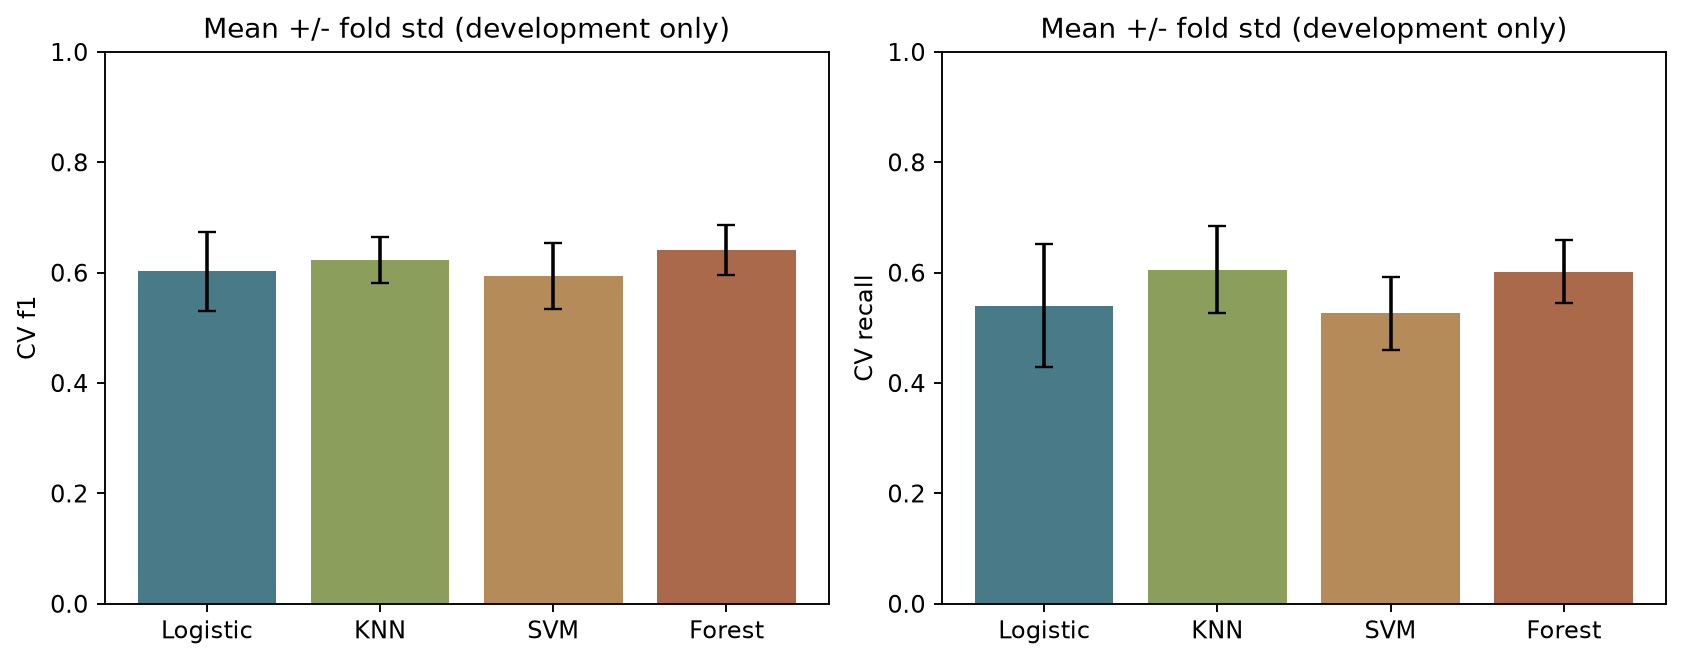 Mean +/- fold std (development only)
1.0
0.8
0.6
0.4
0.2
0.0
CV f1
Logistic KNN SVM Forest
Mean +/- fold std (development only)
1.0
0.8
0.6
0.4
0.2
0.0
CV recall
Logistic KNN SVM Forest